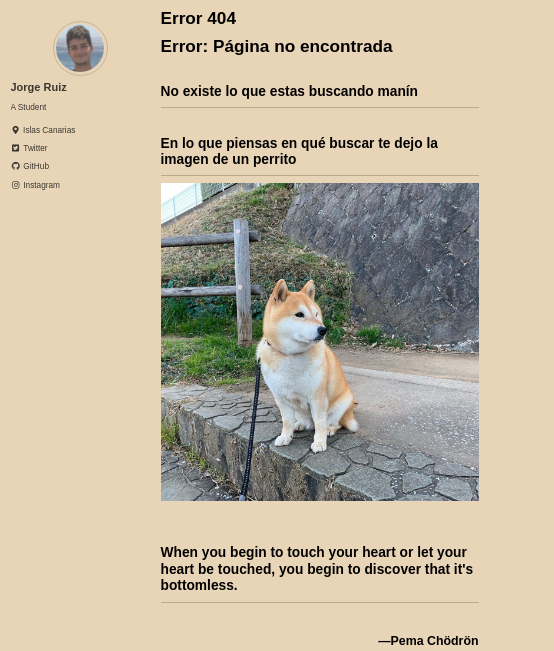 Jorge Ruiz
A Student
Islas Canarias
Twitter
GitHub
Instagram
Error 404
Error: Página no encontrada
No existe lo que estas buscando manín
En lo que piensas en qué buscar te dejo la
imagen de un perrito
When you begin to touch your heart or let your
heart be touched, you begin to discover that it's
bottomless.
—Pema Chödrön